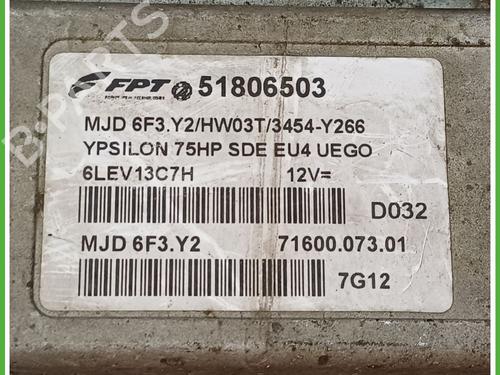 FPT 51806503
MJD 6F3.Y2/HW03T/3454-Y266
YPSILON 75HP SDE EU4 UEGO
6LEV13C7H 12V=
D032
MJD 6F3.Y2 71600.073.01
7G12
B-PARTS